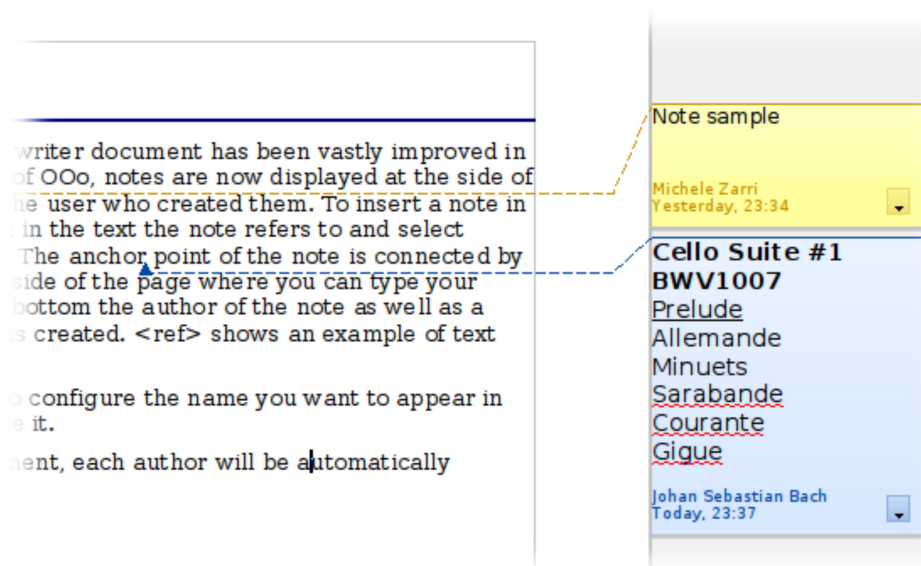 writer document has been vastly improved in
of OOo, notes are now displayed at the side of
he user who created them. To insert a note in
in the text the note refers to and select
The anchor point of the note is connected by
side of the page where you can type your
bottom the author of the note as well as a
s created. <ref> shows an example of text
o configure the name you want to appear in
e it.
ment, each author will be automatically
Note sample
Michele Zarri
Yesterday, 23:34
Cello Suite #1
BWV1007
Prelude
Allemande
Minuets
Sarabande
Courante
Gigue
Johan Sebastian Bach
Today, 23:37